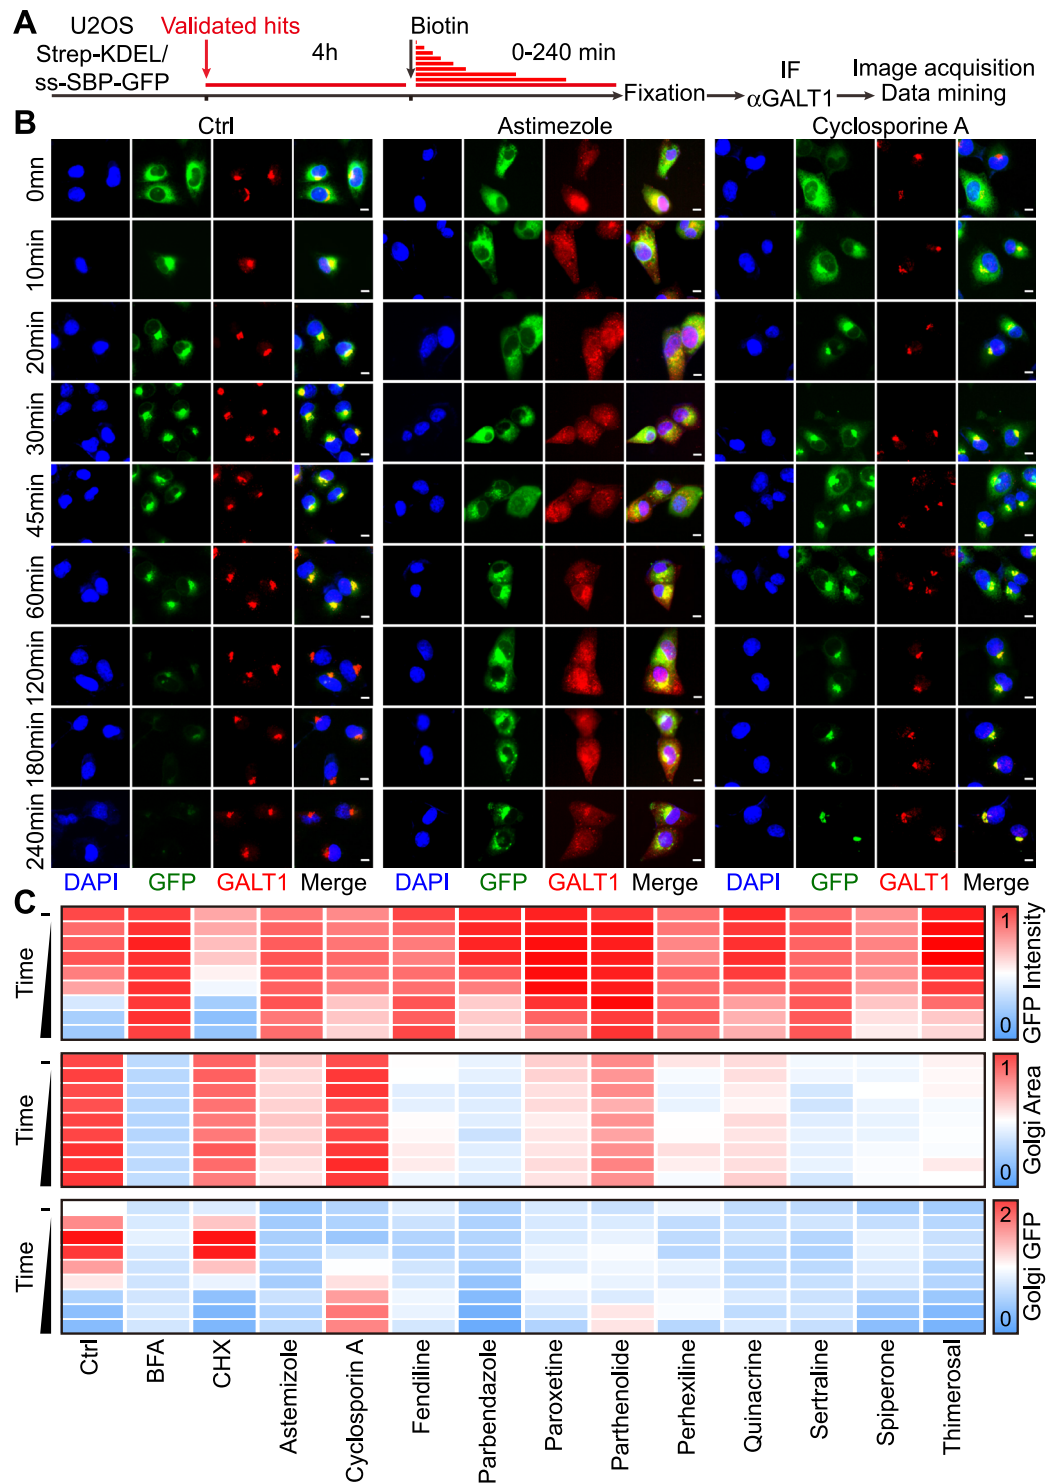 A
U2OS
Strep-KDEL/
ss-SBP-GFP
Validated hits
4h
Biotin
0-240 min
Fixation
IF
αGALT1
Image acquisition
Data mining
B
Ctrl
Astimezole
Cyclosporine A
0mn
10min
20min
30min
45min
60min
120min
180min
240min
DAPI GFP GALT1 Merge
DAPI GFP GALT1 Merge
DAPI GFP GALT1 Merge
C
-
Time
1
0
GFP Intensity
-
Time
1
0
Golgi Area
-
Time
2
0
Golgi GFP
Ctrl
BFA
CHX
Astemizole
Cyclosporin A
Fendiline
Parbendazole
Paroxetine
Parthenolide
Perhexiline
Quinacrine
Sertraline
Spiperone
Thimerosal